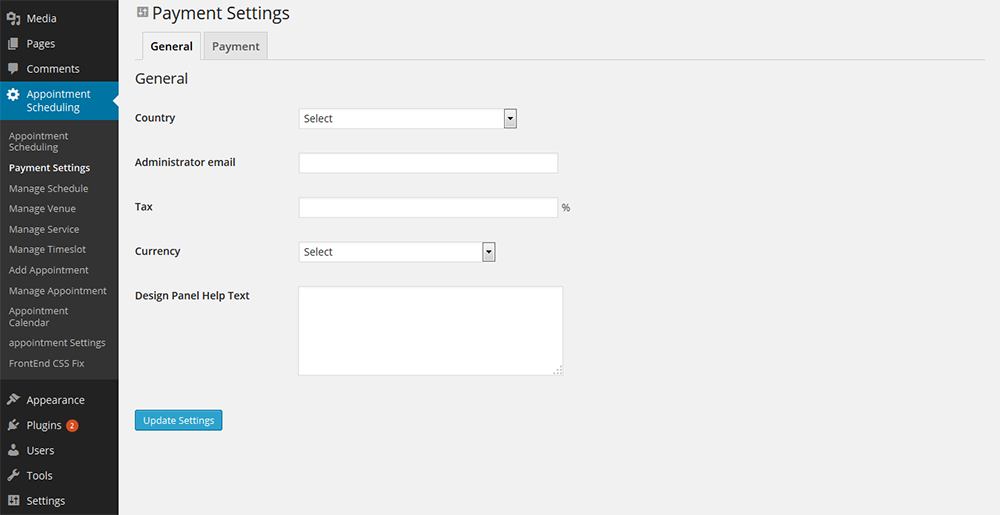 Media
Pages
Comments
Appointment
Scheduling
Appointment
Scheduling
Payment Settings
Manage Schedule
Manage Venue
Manage Service
Manage Timeslot
Add Appointment
Manage Appointment
Appointment
Calendar
appointment Settings
FrontEnd CSS Fix
Appearance
Plugins 2
Users
Tools
Settings
Payment Settings
General Payment
General
Country Select
Administrator email
Tax %
Currency Select
Design Panel Help Text
Update Settings